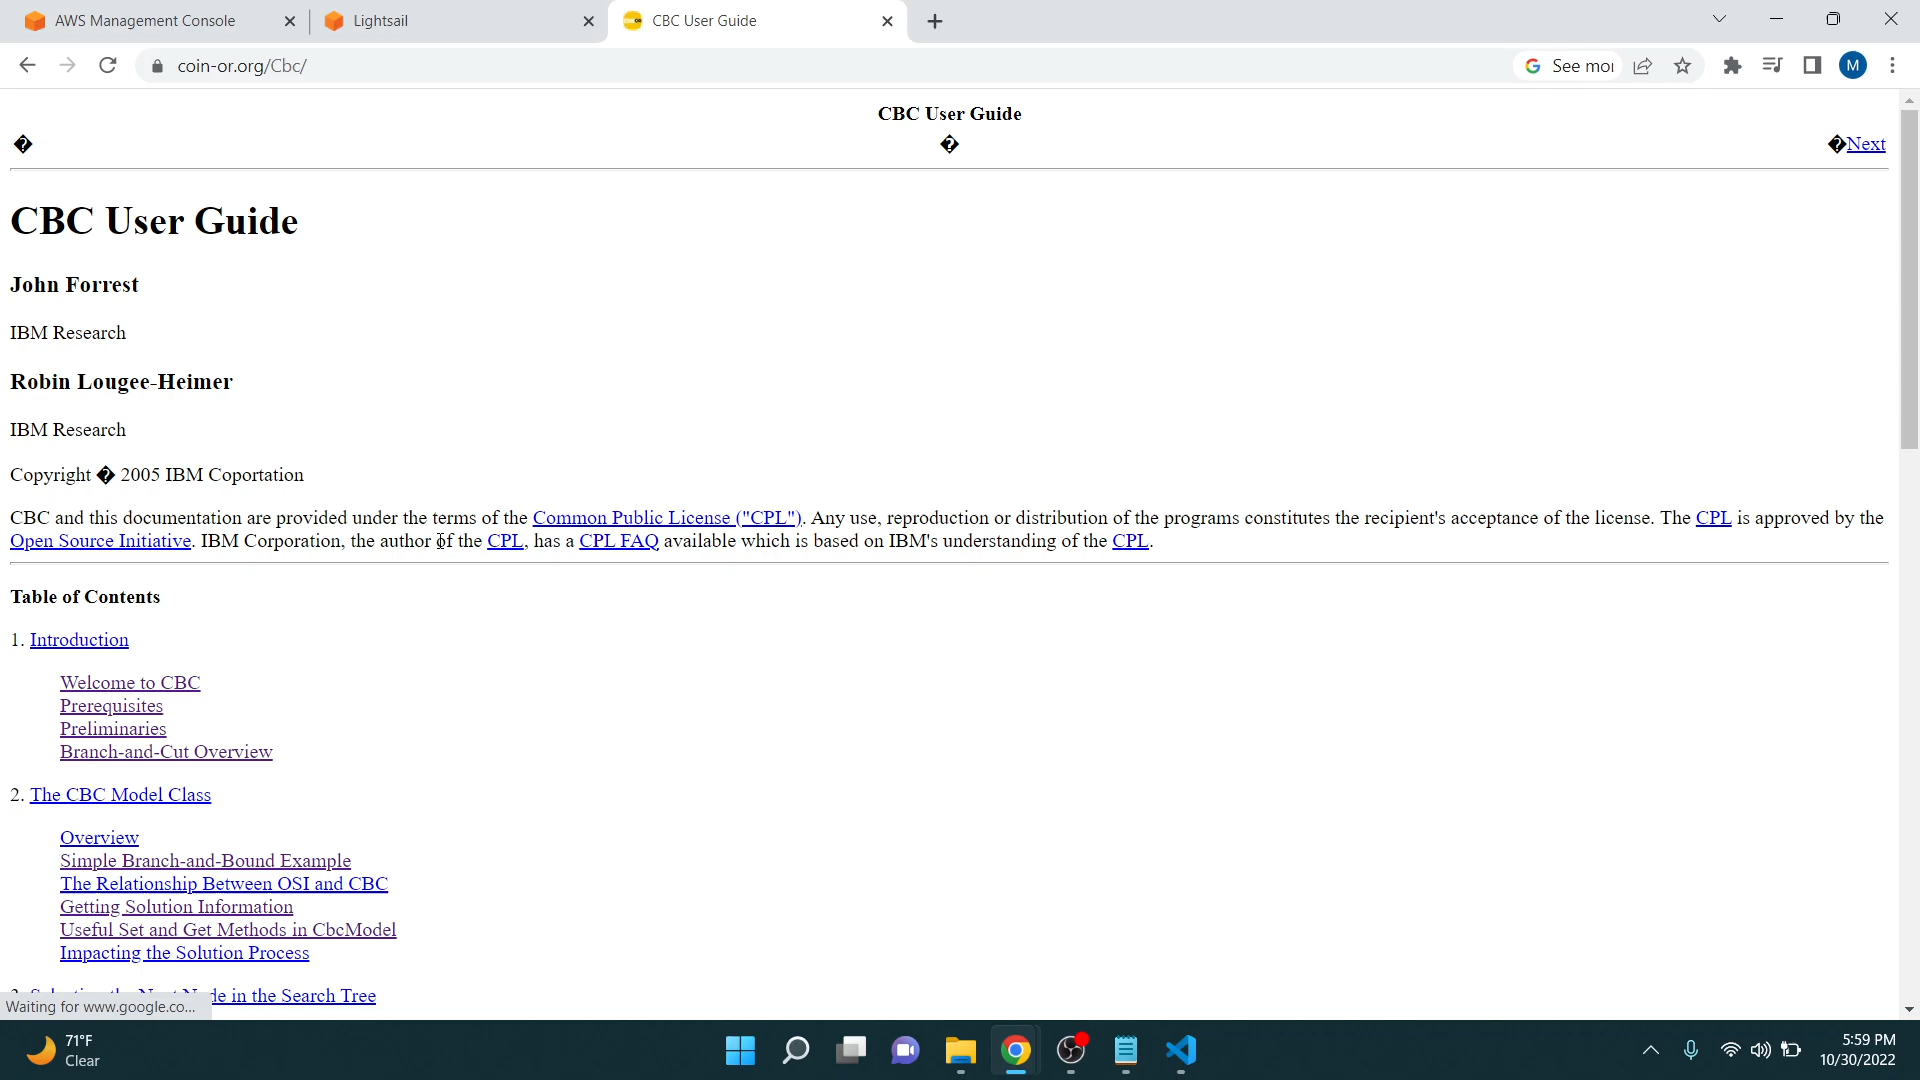 AWS Management Console
Lightsail
CBC User Guide
coin-or.org/Cbc/
See mor
M
CBC User Guide
� � �Next
CBC User Guide
John Forrest
IBM Research
Robin Lougee-Heimer
IBM Research
Copyright � 2005 IBM Coportation
CBC and this documentation are provided under the terms of the Common Public License ("CPL"). Any use, reproduction or distribution of the programs constitutes the recipient's acceptance of the license. The CPL is approved by the
Open Source Initiative. IBM Corporation, the author of the CPL, has a CPL FAQ available which is based on IBM's understanding of the CPL.
Table of Contents
1. Introduction
Welcome to CBC
Prerequisites
Preliminaries
Branch-and-Cut Overview
2. The CBC Model Class
Overview
Simple Branch-and-Bound Example
The Relationship Between OSI and CBC
Getting Solution Information
Useful Set and Get Methods in CbcModel
Impacting the Solution Process
de in the Search Tree
Waiting for www.google.co...
71°F
Clear
5:59 PM
10/30/2022